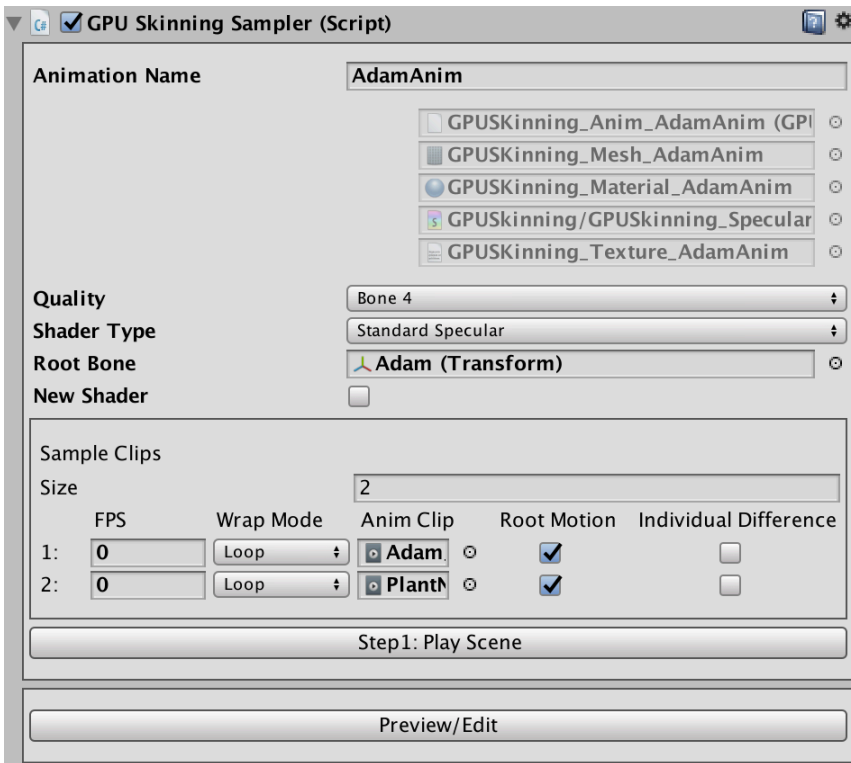 GPU Skinning Sampler (Script)
Animation Name AdamAnim
GPUSKinning_Anim_AdamAnim (GPU
GPUSKinning_Mesh_AdamAnim
GPUSKinning_Material_AdamAnim
GPUSkinning/GPUSkinning_Specular
GPUSKinning_Texture_AdamAnim
Quality Bone 4
Shader Type Standard Specular
Root Bone Adam (Transform)
New Shader
Sample Clips
Size 2
FPS Wrap Mode Anim Clip Root Motion Individual Difference
1: 0 Loop Adam_ 
2: 0 Loop PlantN
Step1: Play Scene
Preview/Edit